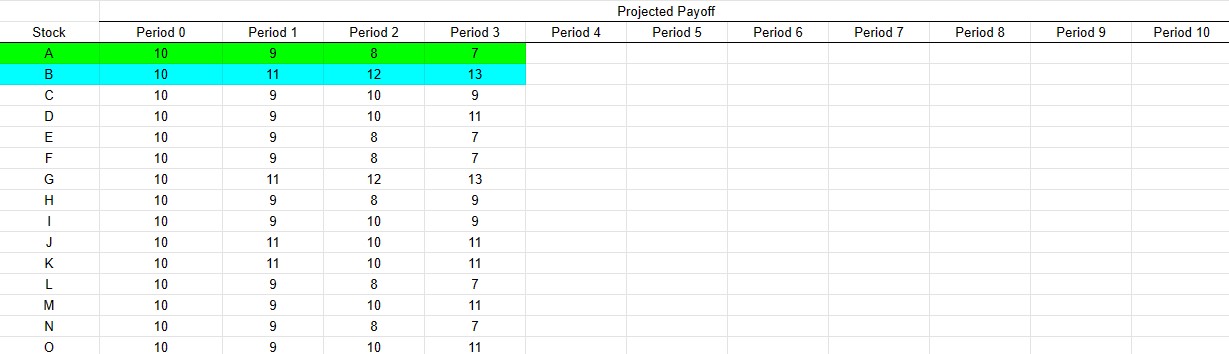 Projected Payoff
Stock Period 0 Period 1 Period 2 Period 3 Period 4 Period 5 Period 6 Period 7 Period 8 Period 9 Period 10
A 10 9 8 7
B 10 11 12 13
C 10 9 10 9
D 10 9 10 11
E 10 9 8 7
F 10 9 8 7
G 10 11 12 13
H 10 9 8 9
I 10 9 10 9
J 10 11 10 11
K 10 11 10 11
L 10 9 8 7
M 10 9 10 11
N 10 9 8 7
O 10 9 10 11